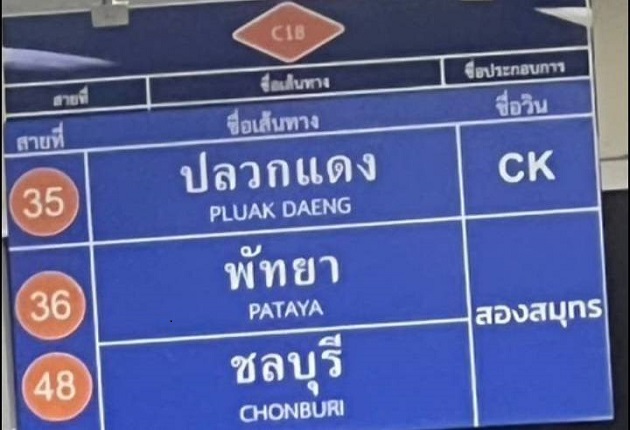 C18
สายที่ ชื่อเส้นทาง ชื่อประกอบการ
สายที่ ชื่อเส้นทาง ชื่อวิน
35 ปลวกแดง CK
PLUAK DAENG
36 พัทยา
PATAYA
สองสมุทร
48 ชลบุรี
CHONBURI